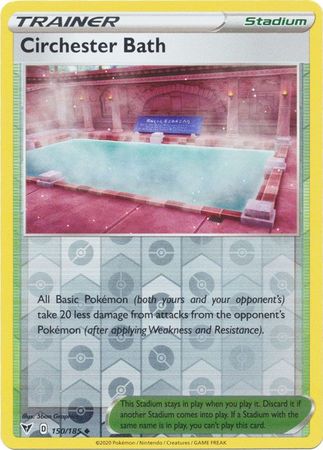 TRAINER
Stadium
Circhester Bath
All Basic Pokémon (both yours and your opponent's)
take 20 less damage from attacks from the opponent's
Pokémon (after applying Weakness and Resistance).
This Stadium stays in play when you play it. Discard it
if another Stadium comes into play. If a Stadium with the
same name is in play, you can't play this card.
D
150/185
©2020 Pokémon / Nintendo / Creatures / GAME FREAK